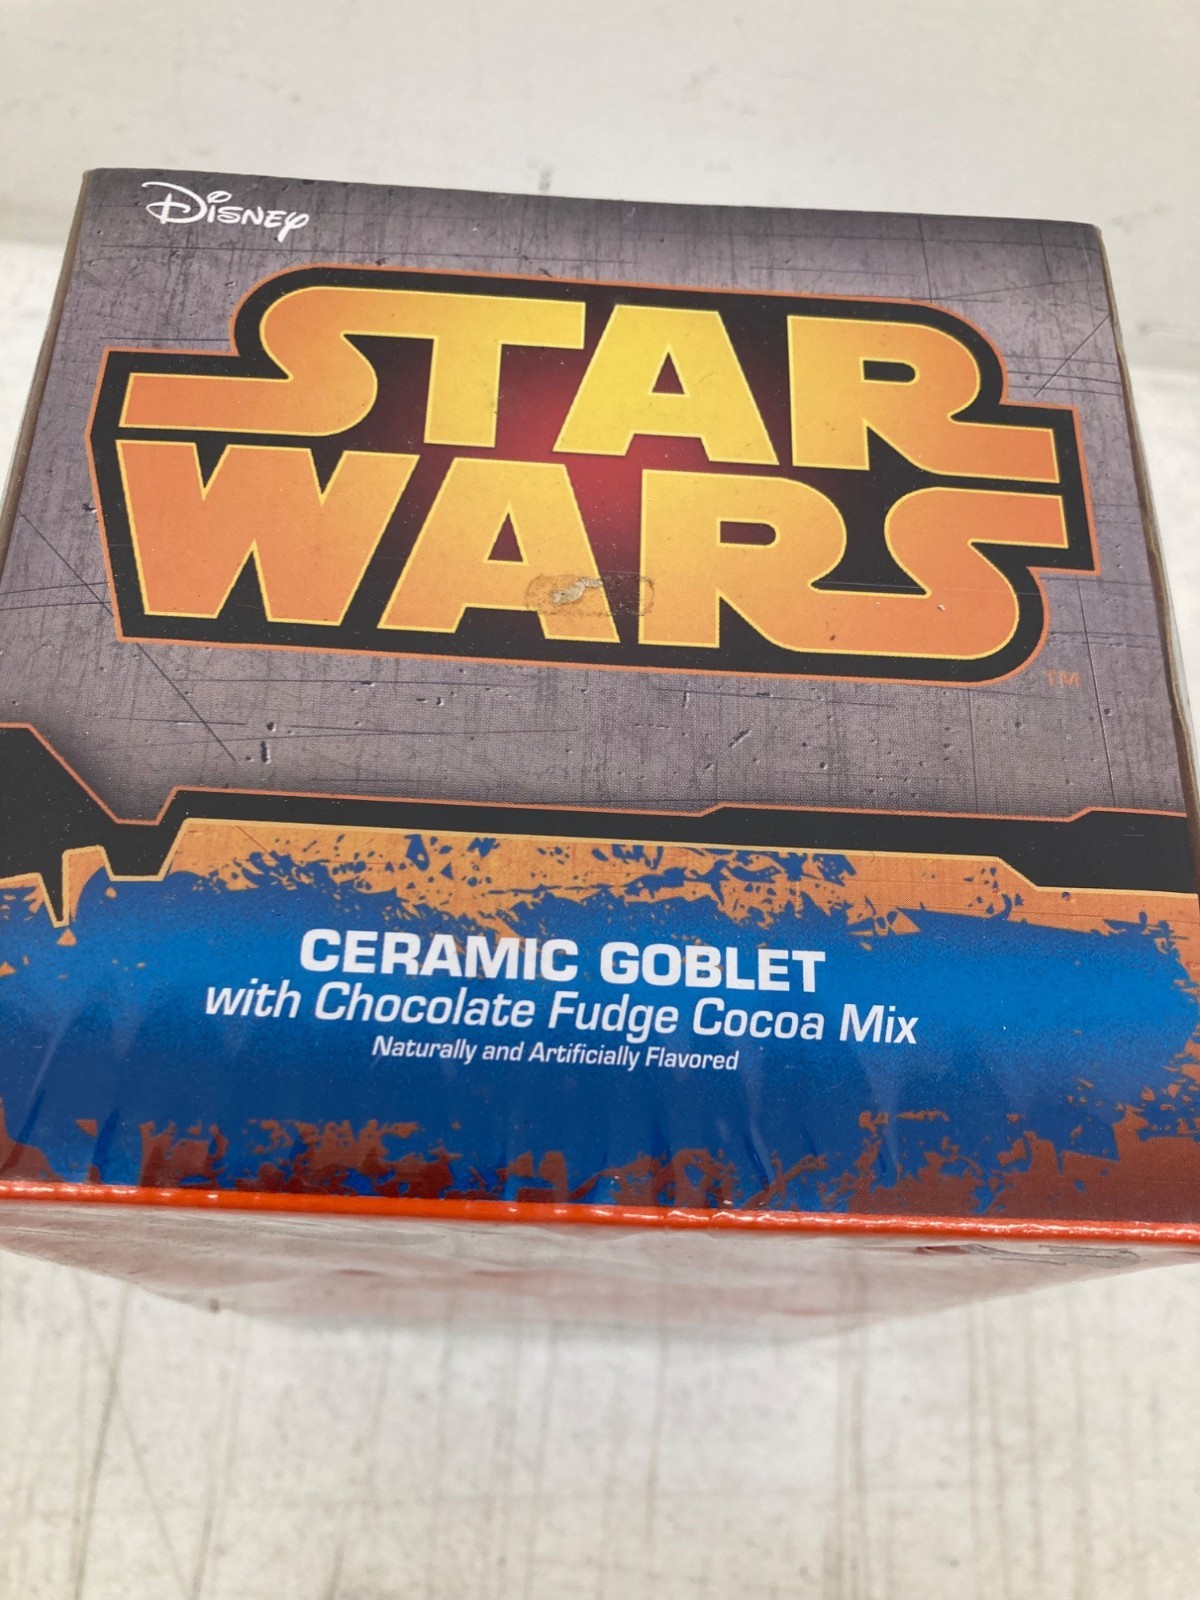 Disney
STAR
WARS
TM
CERAMIC GOBLET
with Chocolate Fudge Cocoa Mix
Naturally and Artificially Flavored